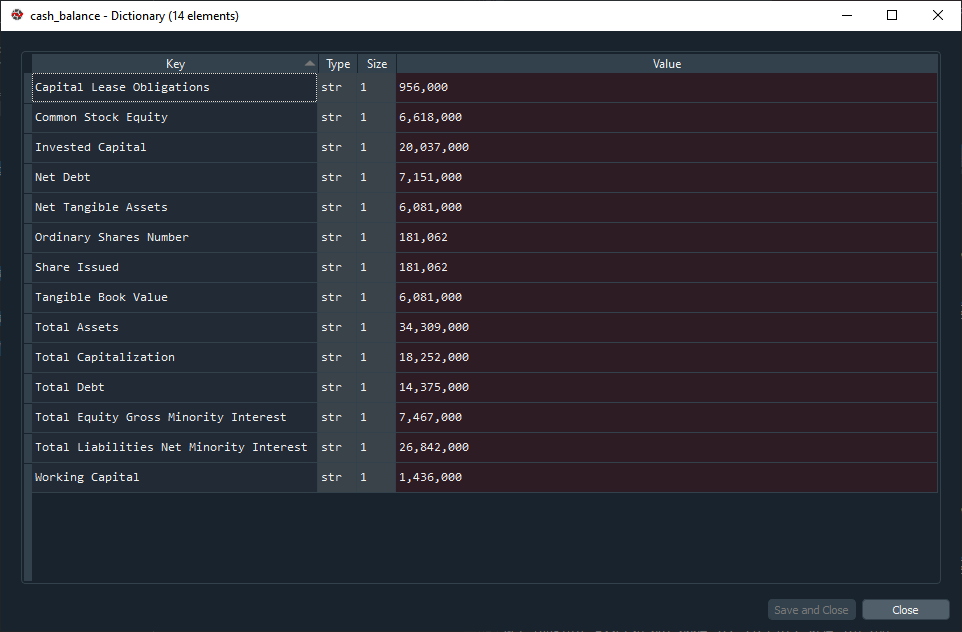 cash_balance - Dictionary (14 elements)
Key Type Size Value
Capital Lease Obligations str 1 956,000
Common Stock Equity str 1 6,618,000
Invested Capital str 1 20,037,000
Net Debt str 1 7,151,000
Net Tangible Assets str 1 6,081,000
Ordinary Shares Number str 1 181,062
Share Issued str 1 181,062
Tangible Book Value str 1 6,081,000
Total Assets str 1 34,309,000
Total Capitalization str 1 18,252,000
Total Debt str 1 14,375,000
Total Equity Gross Minority Interest str 1 7,467,000
Total Liabilities Net Minority Interest str 1 26,842,000
Working Capital str 1 1,436,000
Save and Close Close